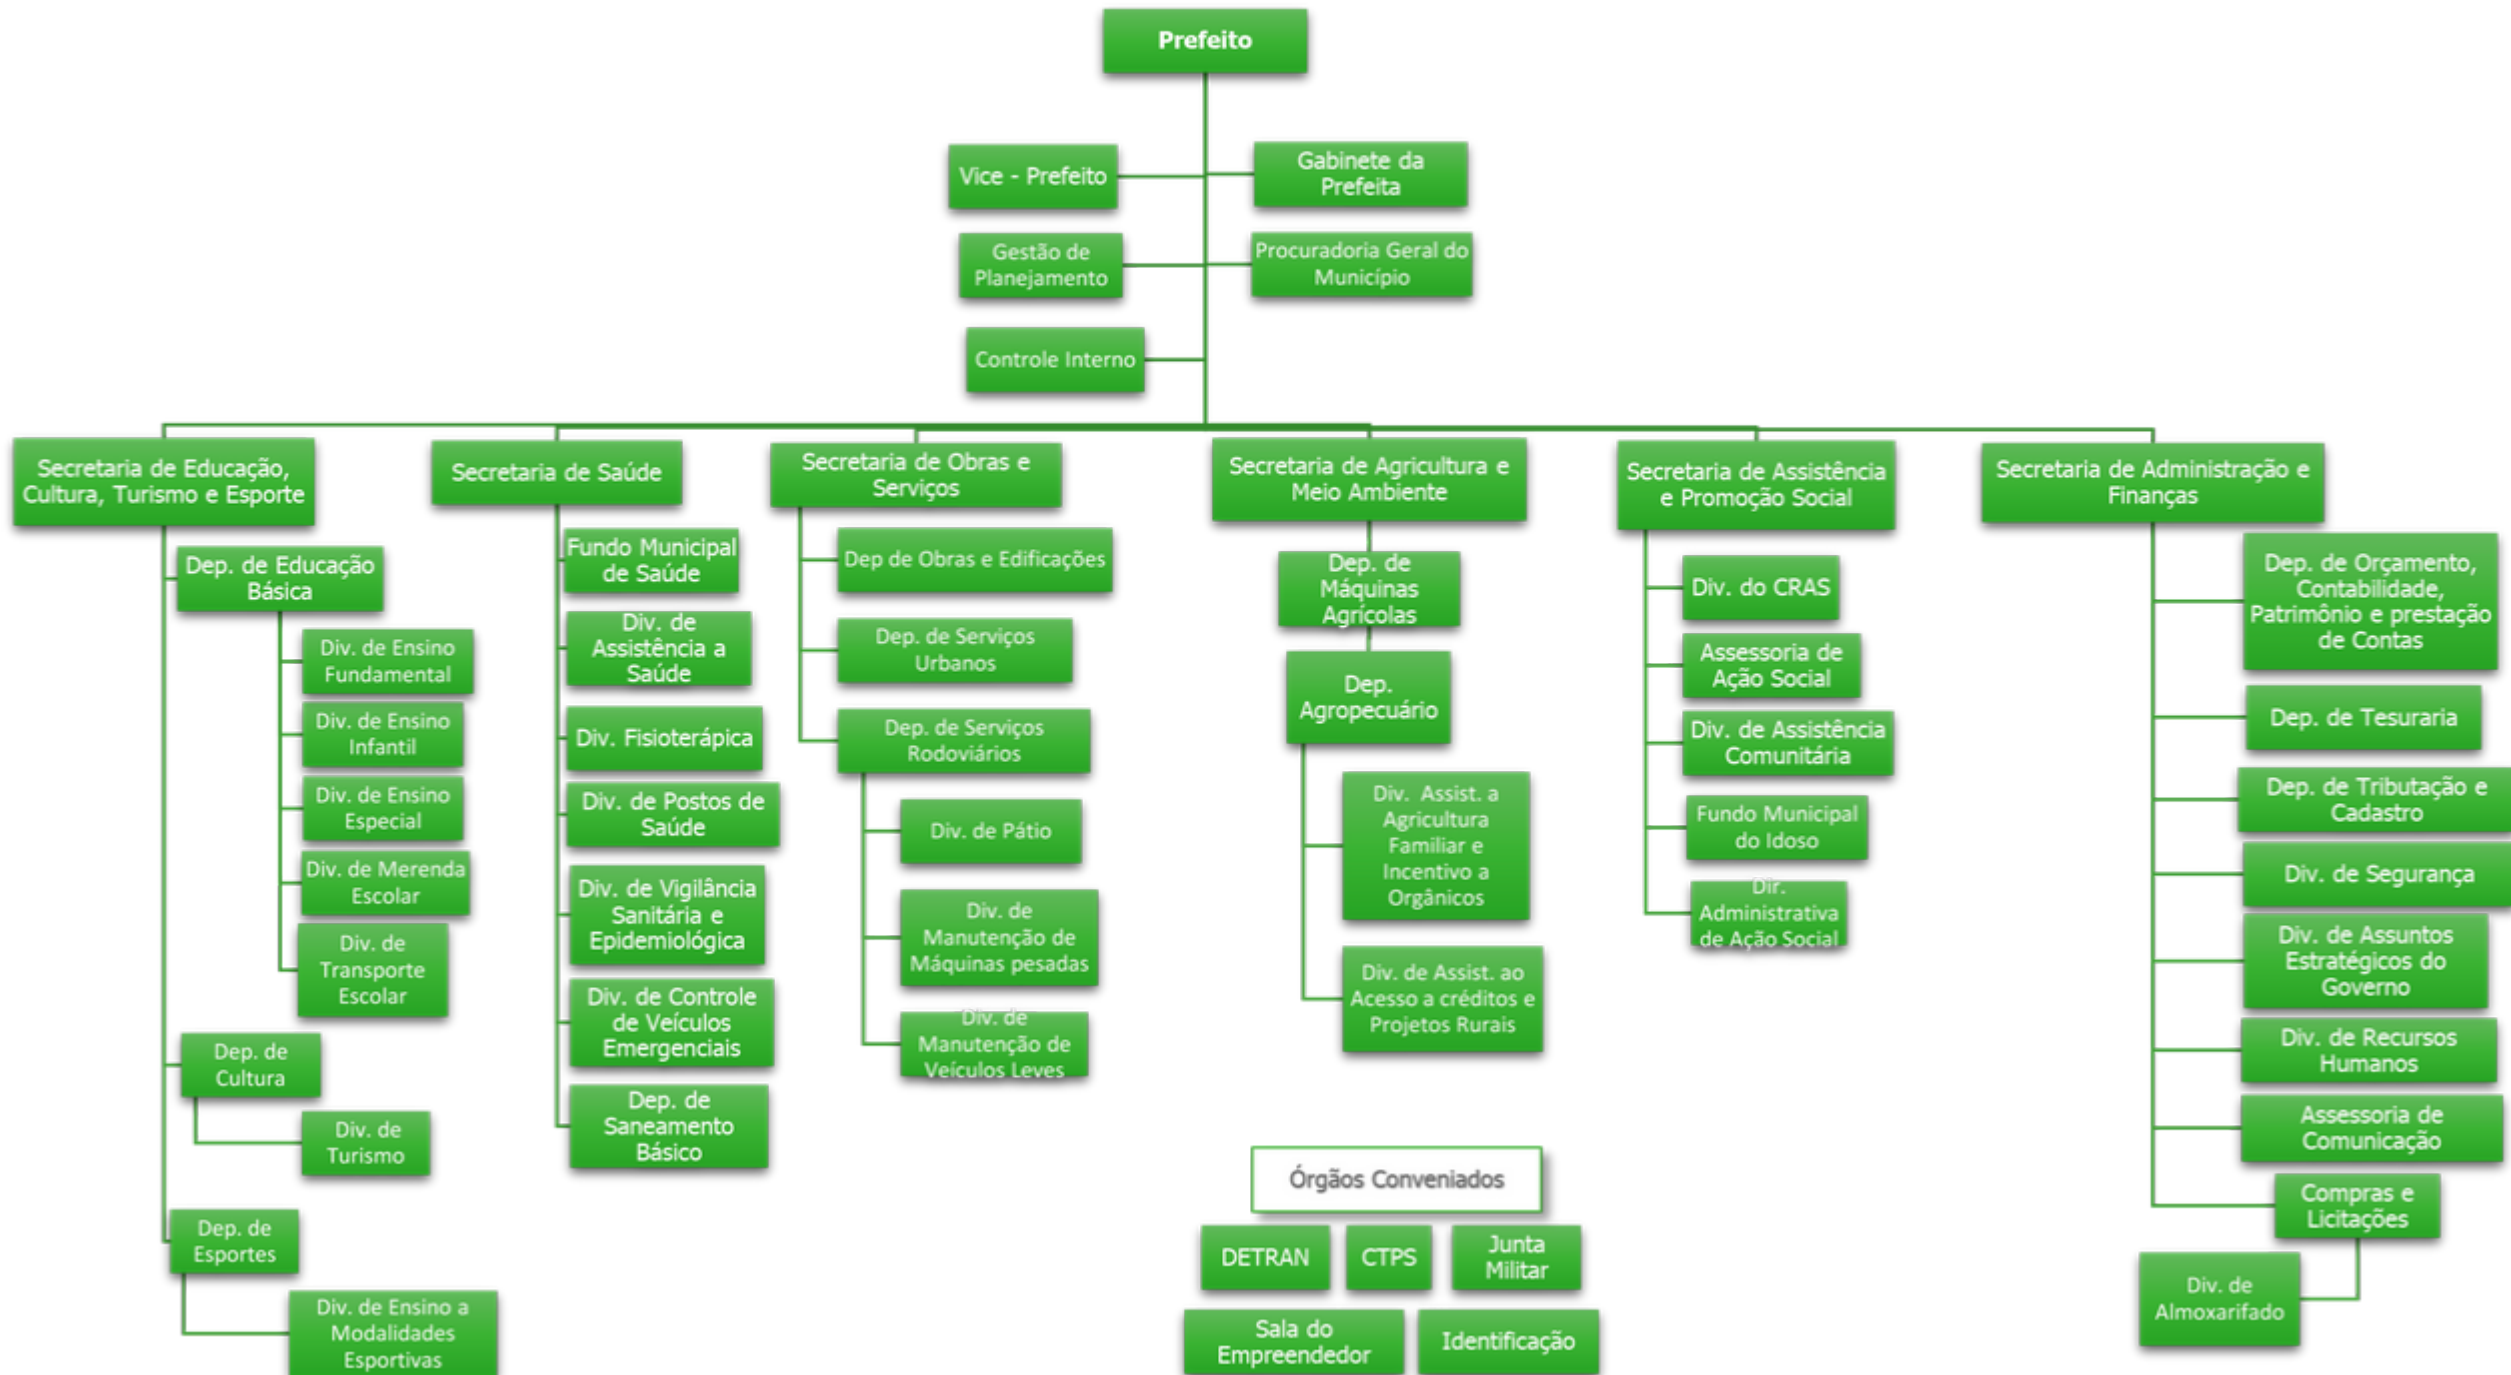 Prefeito
Vice - Prefeito
Gabinete da
Prefeita
Gestão de
Planejamento
Procuradoria Geral do
Município
Controle Interno
Secretaria de Educação,
Cultura, Turismo e Esporte
Dep. de Educação
Básica
Div. de Ensino
Fundamental
Div. de Ensino
Infantil
Div. de Ensino
Especial
Div. de Merenda
Escolar
Div. de
Transporte
Escolar
Dep. de
Cultura
Div. de
Turismo
Dep. de
Esportes
Div. de Ensino a
Modalidades
Esportivas
Secretaria de Saúde
Fundo Municipal
de Saúde
Div. de
Assistência a
Saúde
Div. Fisioterápica
Div. de Postos de
Saúde
Div. de Vigilância
Sanitária e
Epidemiológica
Div. de Controle
de Veículos
Emergenciais
Dep. de
Saneamento
Básico
Secretaria de Obras e
Serviços
Dep de Obras e Edificações
Dep. de Serviços
Urbanos
Dep. de Serviços
Rodoviários
Div. de Pátio
Div. de
Manutenção de
Máquinas pesadas
Div. de
Manutenção de
Veículos Leves
Secretaria de Agricultura e
Meio Ambiente
Dep. de
Máquinas
Agrícolas
Dep.
Agropecuário
Div. Assist. a
Agricultura
Familiar e
Incentivo a
Orgânicos
Div. de Assist. ao
Acesso a créditos e
Projetos Rurais
Secretaria de Assistência
e Promoção Social
Div. do CRAS
Assessoria de
Ação Social
Div. de Assistência
Comunitária
Fundo Municipal
do Idoso
Dir.
Administrativa
de Ação Social
Secretaria de Administração e
Finanças
Dep. de Orçamento,
Contabilidade,
Patrimônio e prestação
de Contas
Dep. de Tesuraria
Dep. de Tributação e
Cadastro
Div. de Segurança
Div. de Assuntos
Estratégicos do
Governo
Div. de Recursos
Humanos
Assessoria de
Comunicação
Compras e
Licitações
Div. de
Almoxarifado
Órgãos Conveniados
DETRAN
CTPS
Junta
Militar
Sala do
Empreendedor
Identificação